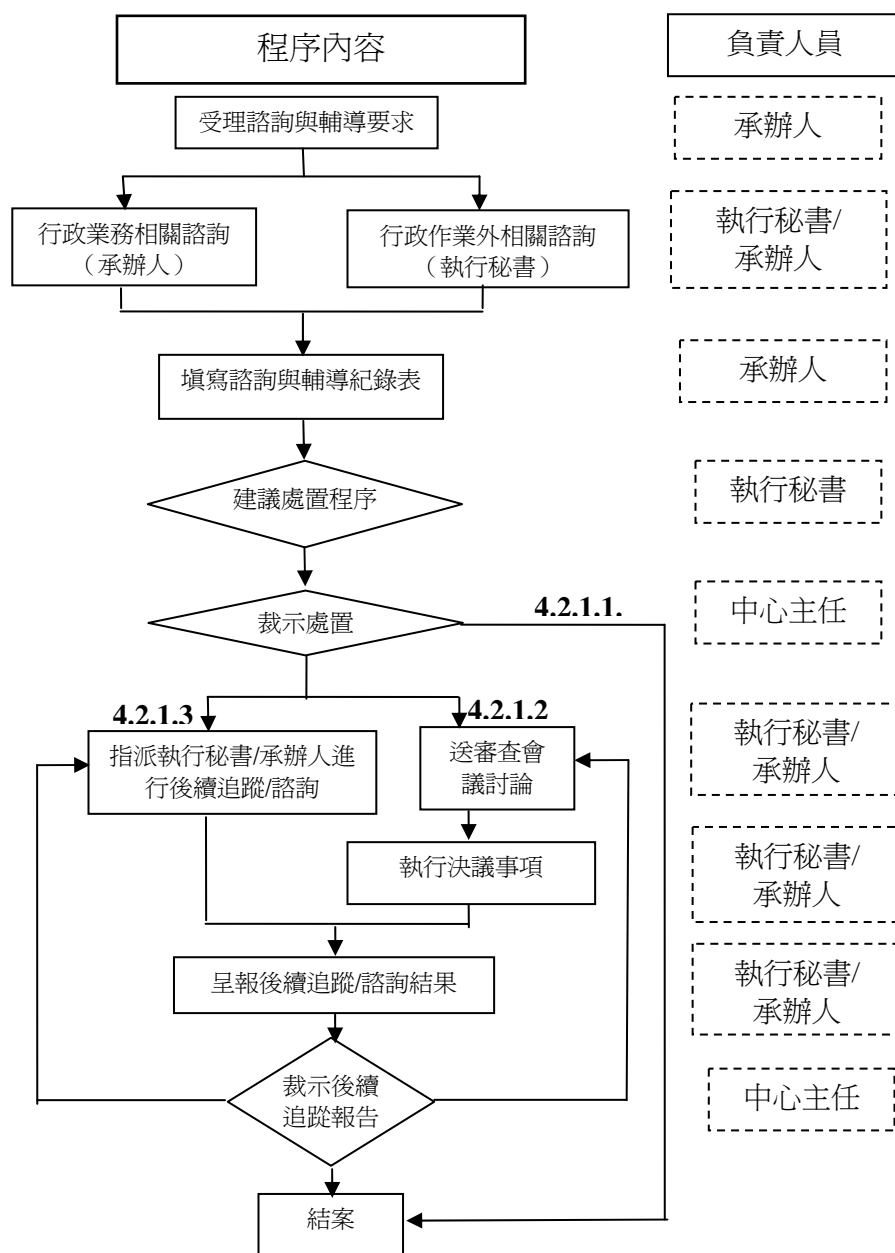 程序內容
負責人員
受理諮詢與輔導要求
承辦人
行政業務相關諮詢
（承辦人）
行政作業外相關諮詢
（執行秘書）
執行秘書/
承辦人
填寫諮詢與輔導紀錄表
承辦人
建議處置程序
執行秘書
裁示處置
4.2.1.1.
中心主任
4.2.1.3
指派執行秘書/承辦人進
行後續追蹤/諮詢
4.2.1.2
送審查會
議討論
執行秘書/
承辦人
執行決議事項
執行秘書/
承辦人
呈報後續追蹤/諮詢結果
執行秘書/
承辦人
裁示後續
追蹤報告
中心主任
結案